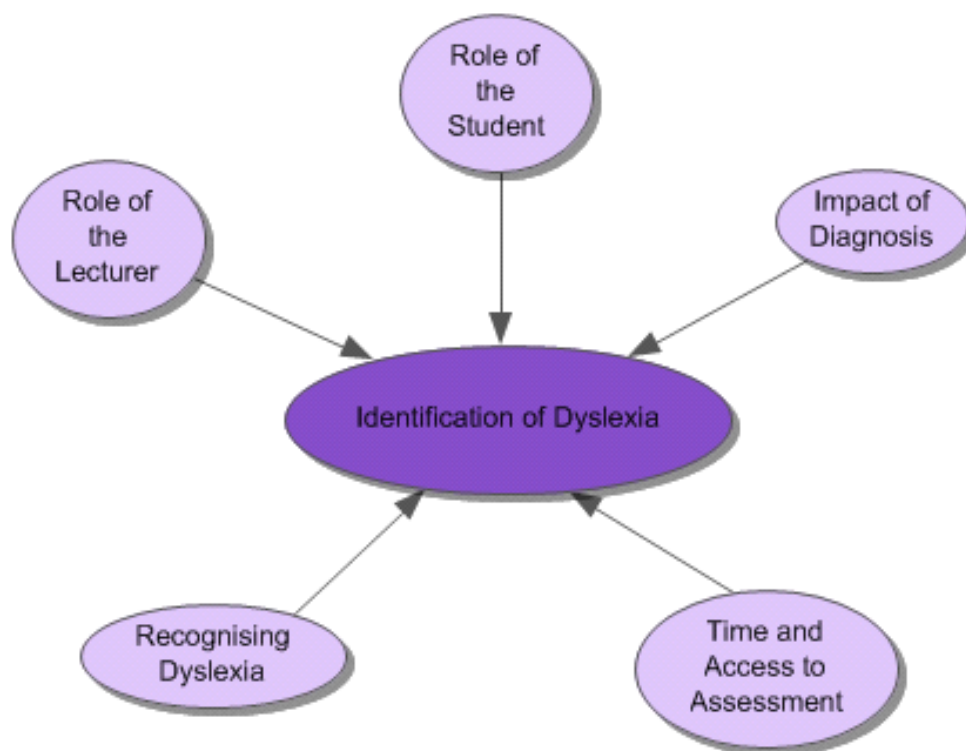 Role of
the
Student
Role of
the
Lecturer
Impact of
Diagnosis
Identification of Dyslexia
Recognising
Dyslexia
Time and
Access to
Assessment